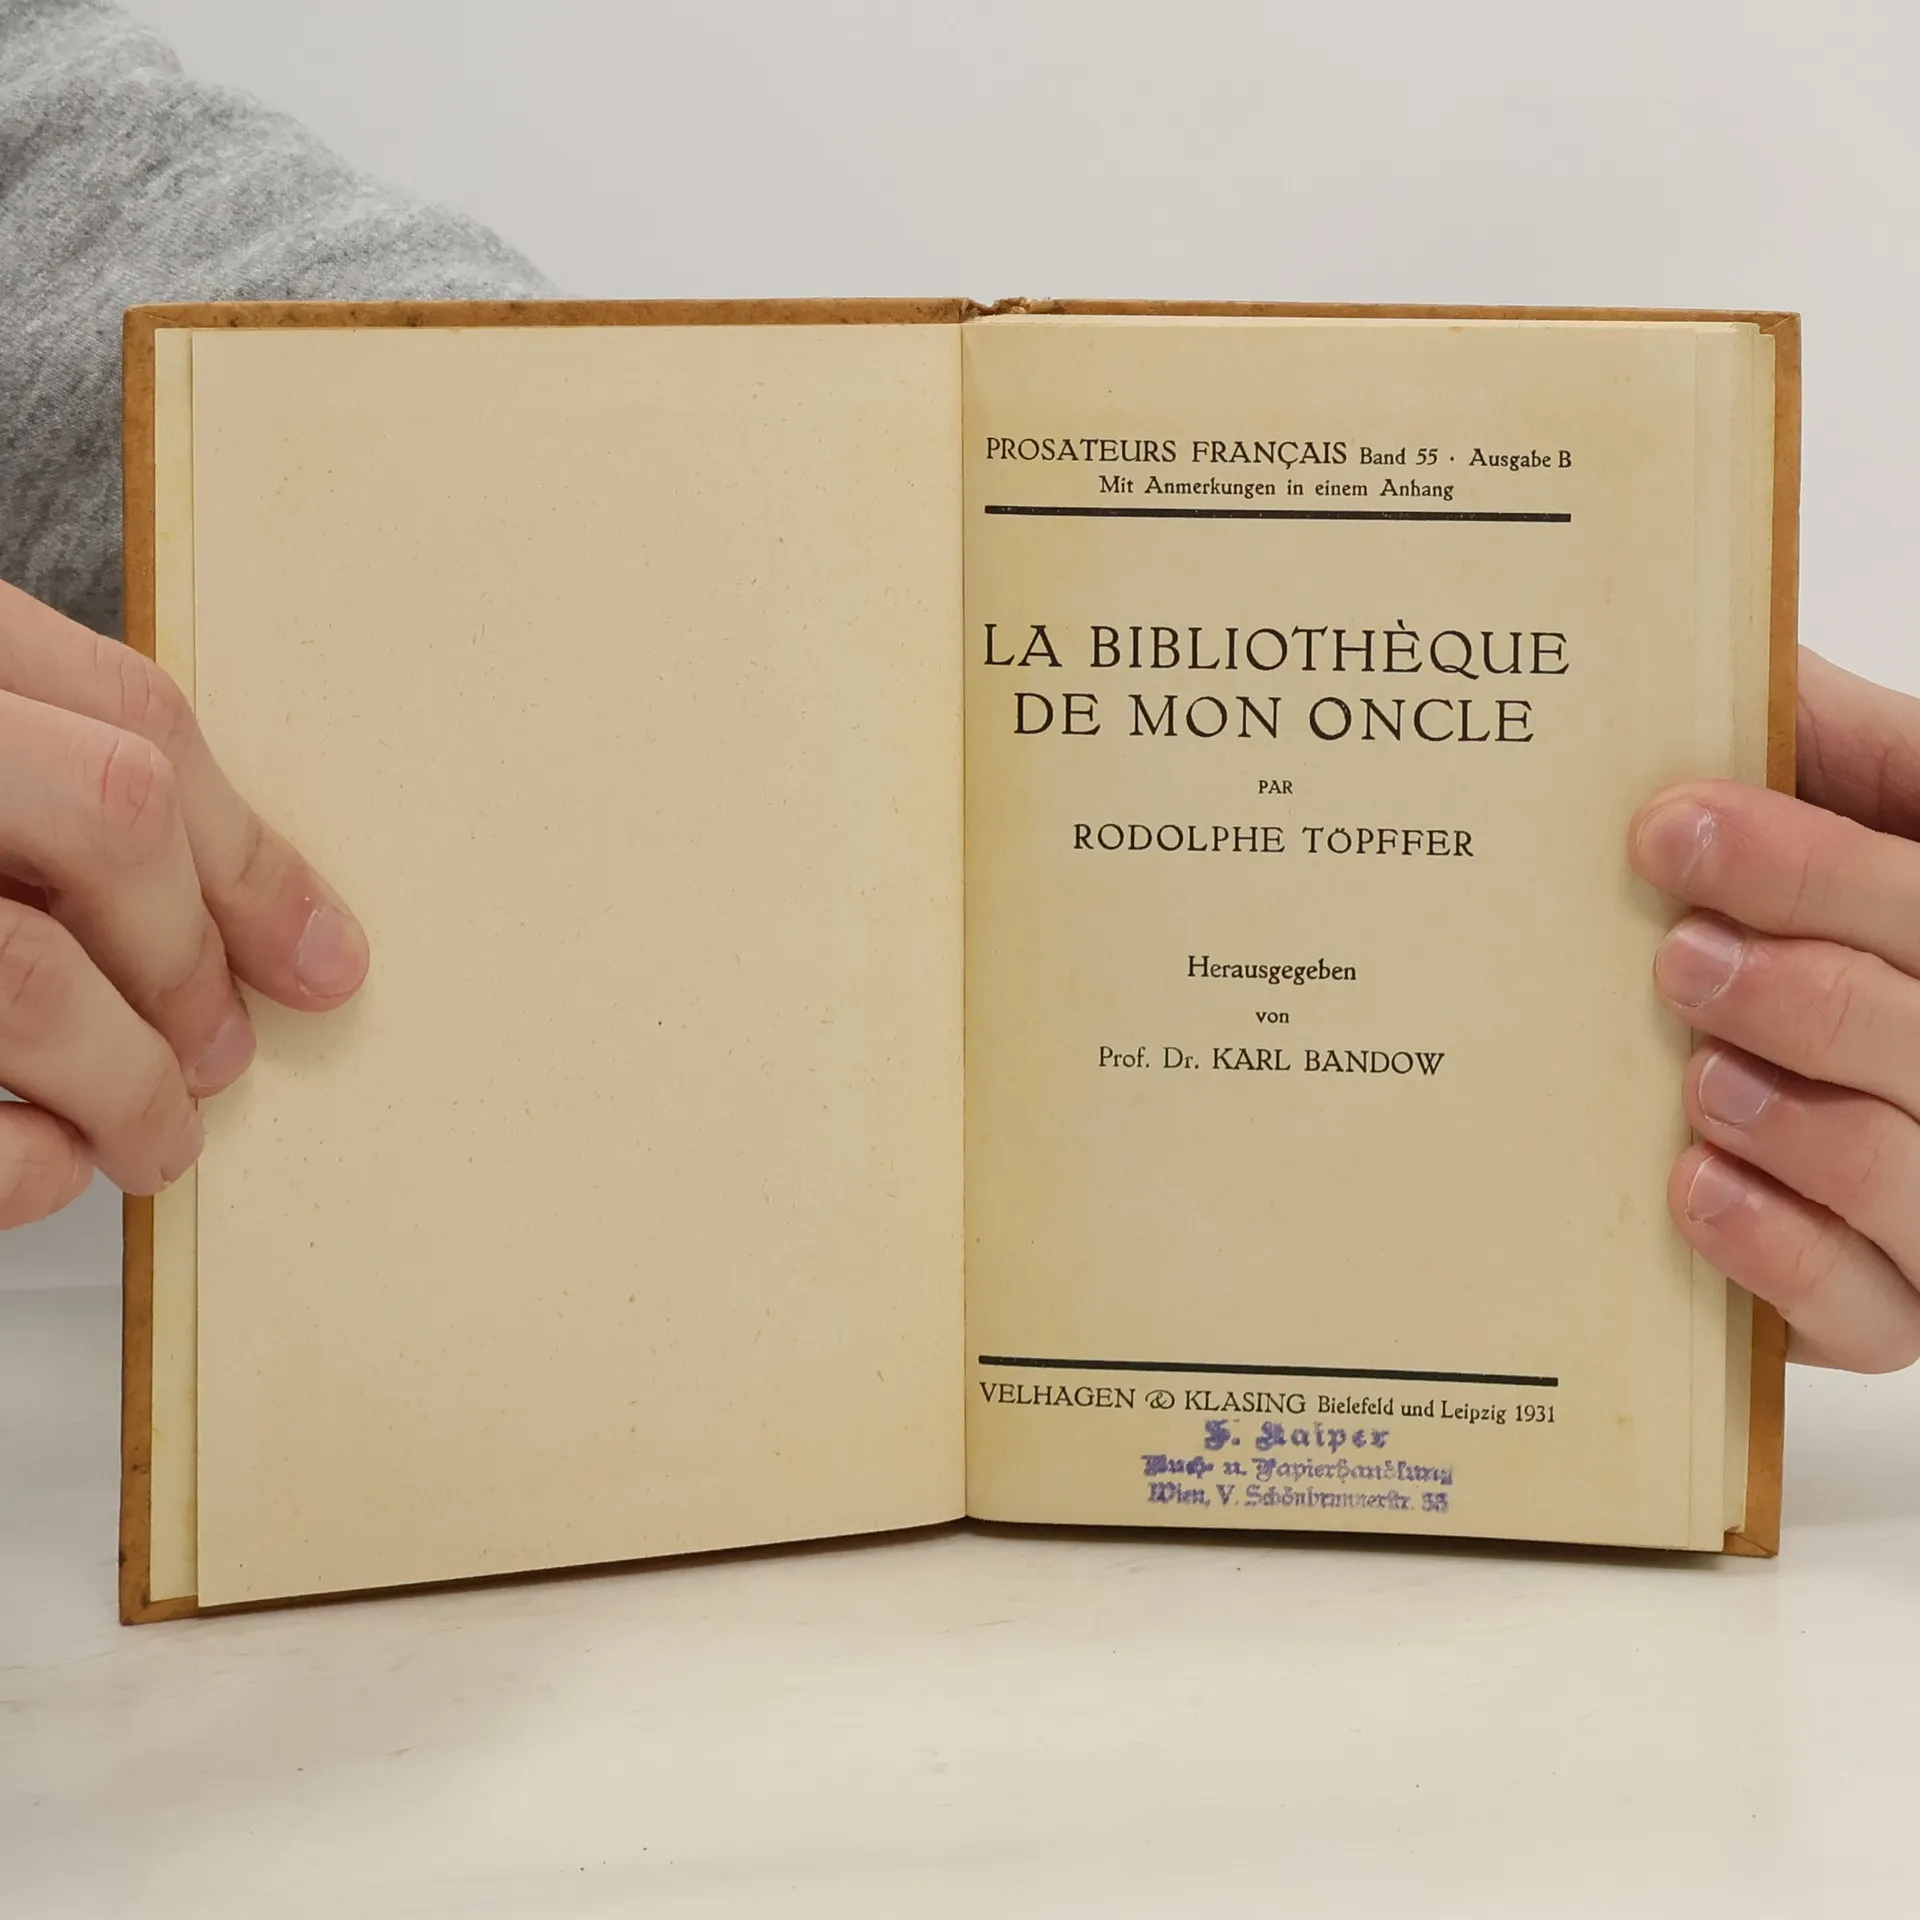 PROSATEURS FRANÇAIS Band 55 · Ausgabe B
Mit Anmerkungen in einem Anhang
LA BIBLIOTHÈQUE
DE MON ONCLE
PAR
RODOLPHE TÖPFFER
Herausgegeben
von
Prof. Dr. KARL BANDOW
VELHAGEN & KLASING Bielefeld und Leipzig 1931
Buch- u. Papierhandlung
Wien, V. Schönbrunnerstr.